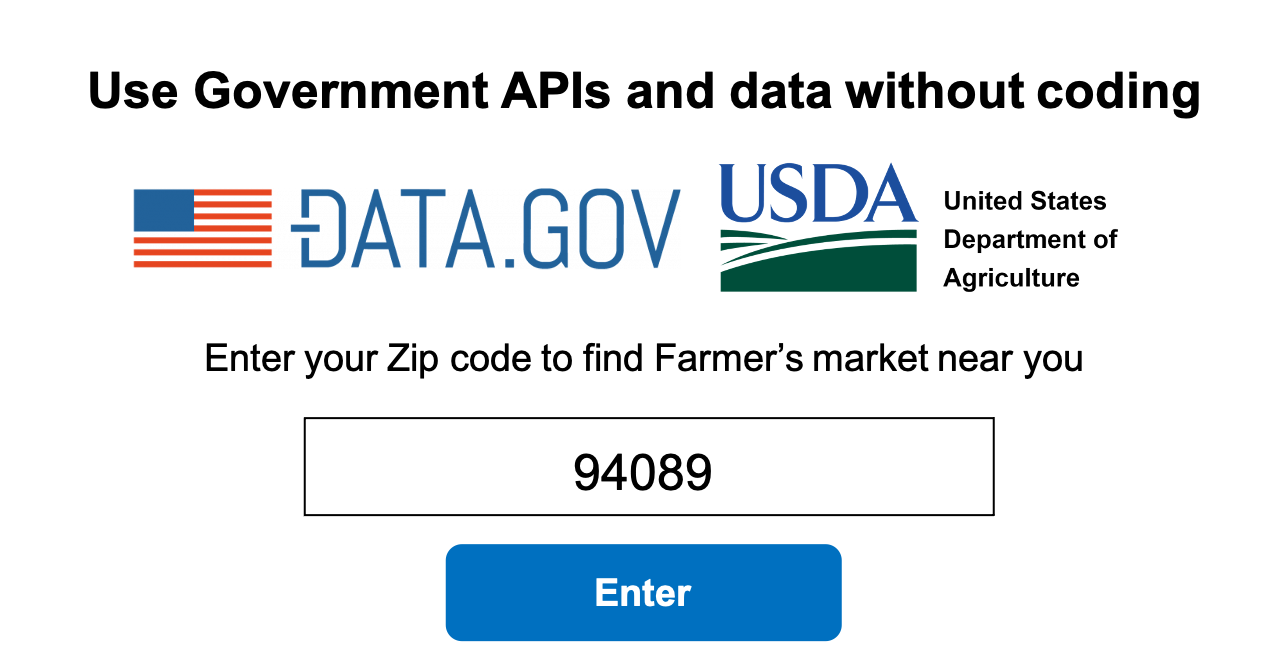 Use Government APIs and data without coding
DATA.GOV
USDA
United States
Department of
Agriculture
Enter your Zip code to find Farmer’s market near you
94089
Enter